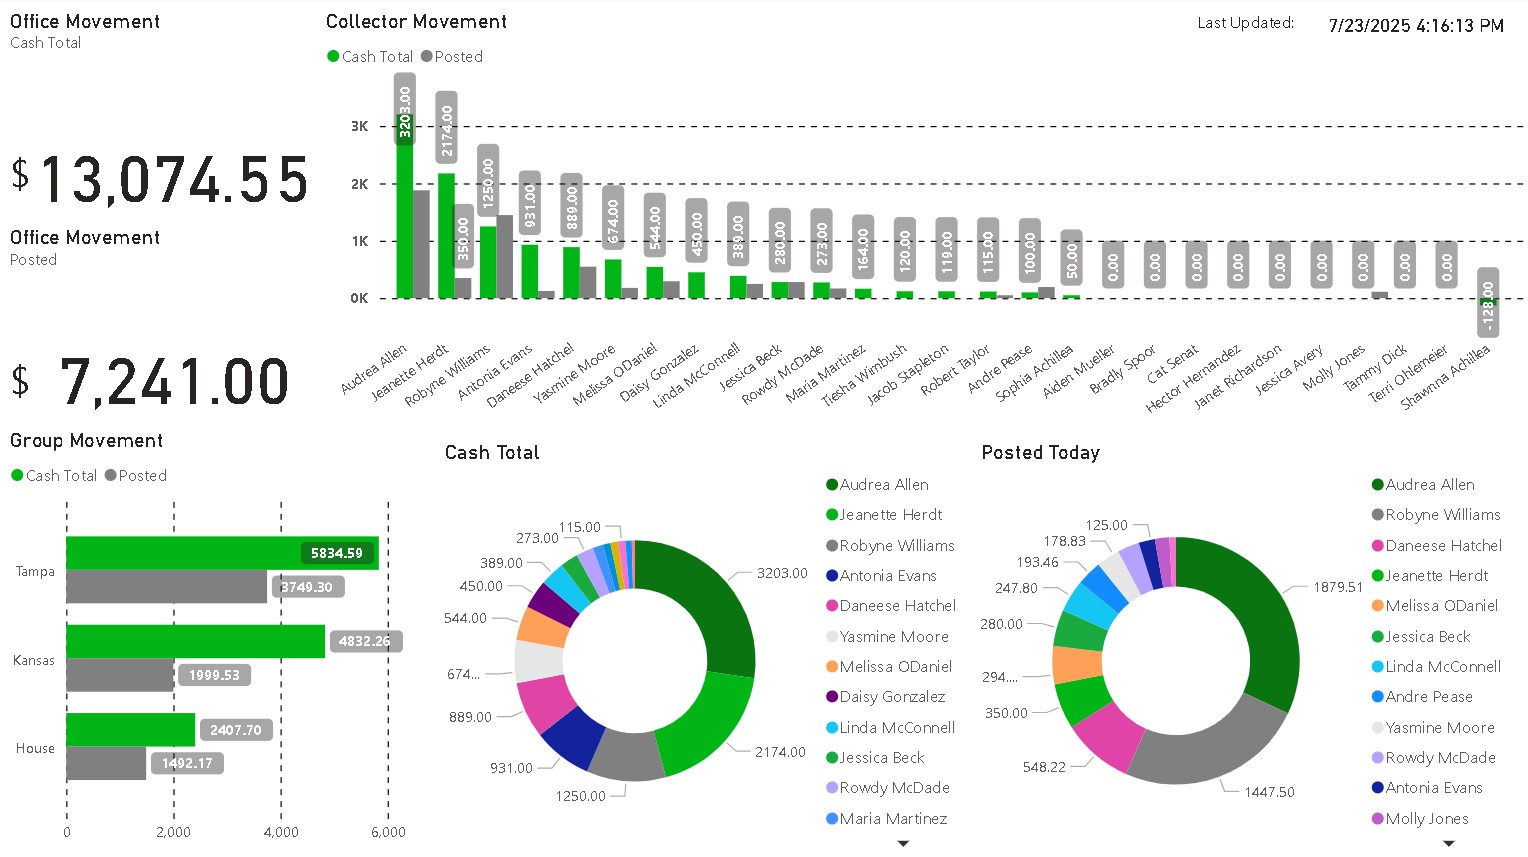 Office Movement
Cash Total
$ 13,074.55
Office Movement
Posted
$ 7,241.00
Collector Movement
Last Updated: 7/23/2025 4:16:13 PM
Cash Total Posted
3K
2K
1K
0K
3203.00
2174.00
350.00
1250.00
931.00
889.00
674.00
544.00
450.00
389.00
280.00
273.00
164.00
120.00
119.00
115.00
100.00
50.00
0.00
0.00
0.00
0.00
0.00
0.00
0.00
0.00
0.00
-128.00
Audrea Allen
Jeanette Herdt
Robyne Williams
Antonia Evans
Daneese Hatchel
Yasmine Moore
Melissa ODaniel
Daisy Gonzalez
Linda McConnell
Jessica Beck
Rowdy McDade
Maria Martinez
Tiesha Wimbush
Jacob Stapleton
Robert Taylor
Andre Pease
Sophia Achillea
Aiden Mueller
Bradly Spoor
Cat Senat
Hector Hernandez
Janet Richardson
Jessica Avery
Molly Jones
Tammy Dick
Terri Ohlemeier
Shawnna Achillea
Group Movement
Cash Total Posted
Tampa
5834.59
3749.30
Kansas
4832.26
1999.53
House
2407.70
1492.17
0 2,000 4,000 6,000
Cash Total
115.00
273.00
389.00
450.00
544.00
674...
889.00
931.00
1250.00
2174.00
3203.00
Audrea Allen
Jeanette Herdt
Robyne Williams
Antonia Evans
Daneese Hatchel
Yasmine Moore
Melissa ODaniel
Daisy Gonzalez
Linda McConnell
Jessica Beck
Rowdy McDade
Maria Martinez
Posted Today
125.00
178.83
193.46
247.80
280.00
294....
350.00
548.22
1447.50
1879.51
Audrea Allen
Robyne Williams
Daneese Hatchel
Jeanette Herdt
Melissa ODaniel
Jessica Beck
Linda McConnell
Andre Pease
Yasmine Moore
Rowdy McDade
Antonia Evans
Molly Jones